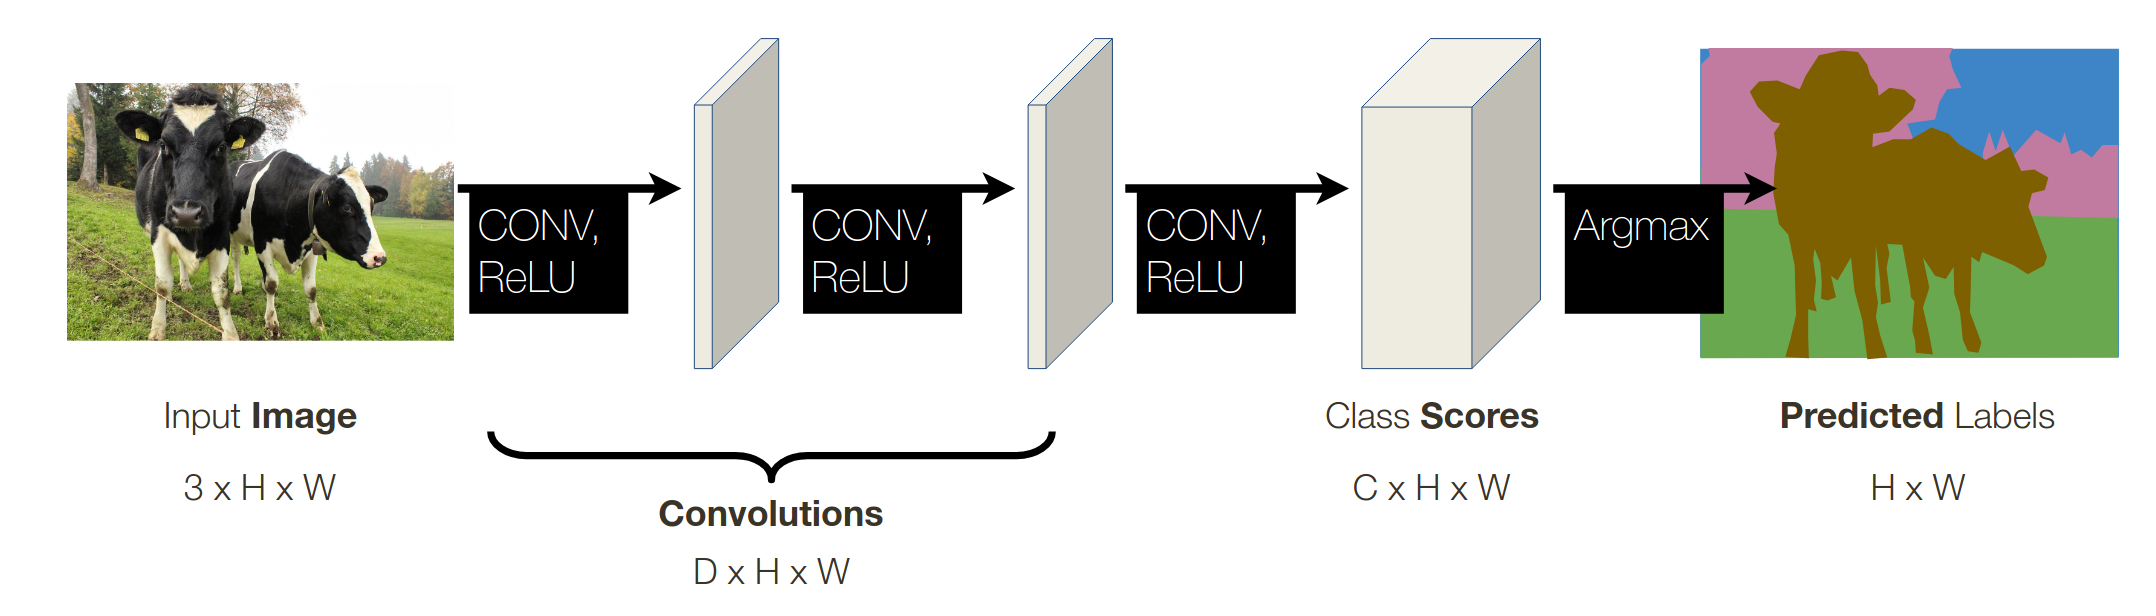 CONV,
ReLU
CONV,
ReLU
CONV,
ReLU
Argmax
Input Image
3 x H x W
Convolutions
D x H x W
Class Scores
C x H x W
Predicted Labels
H x W